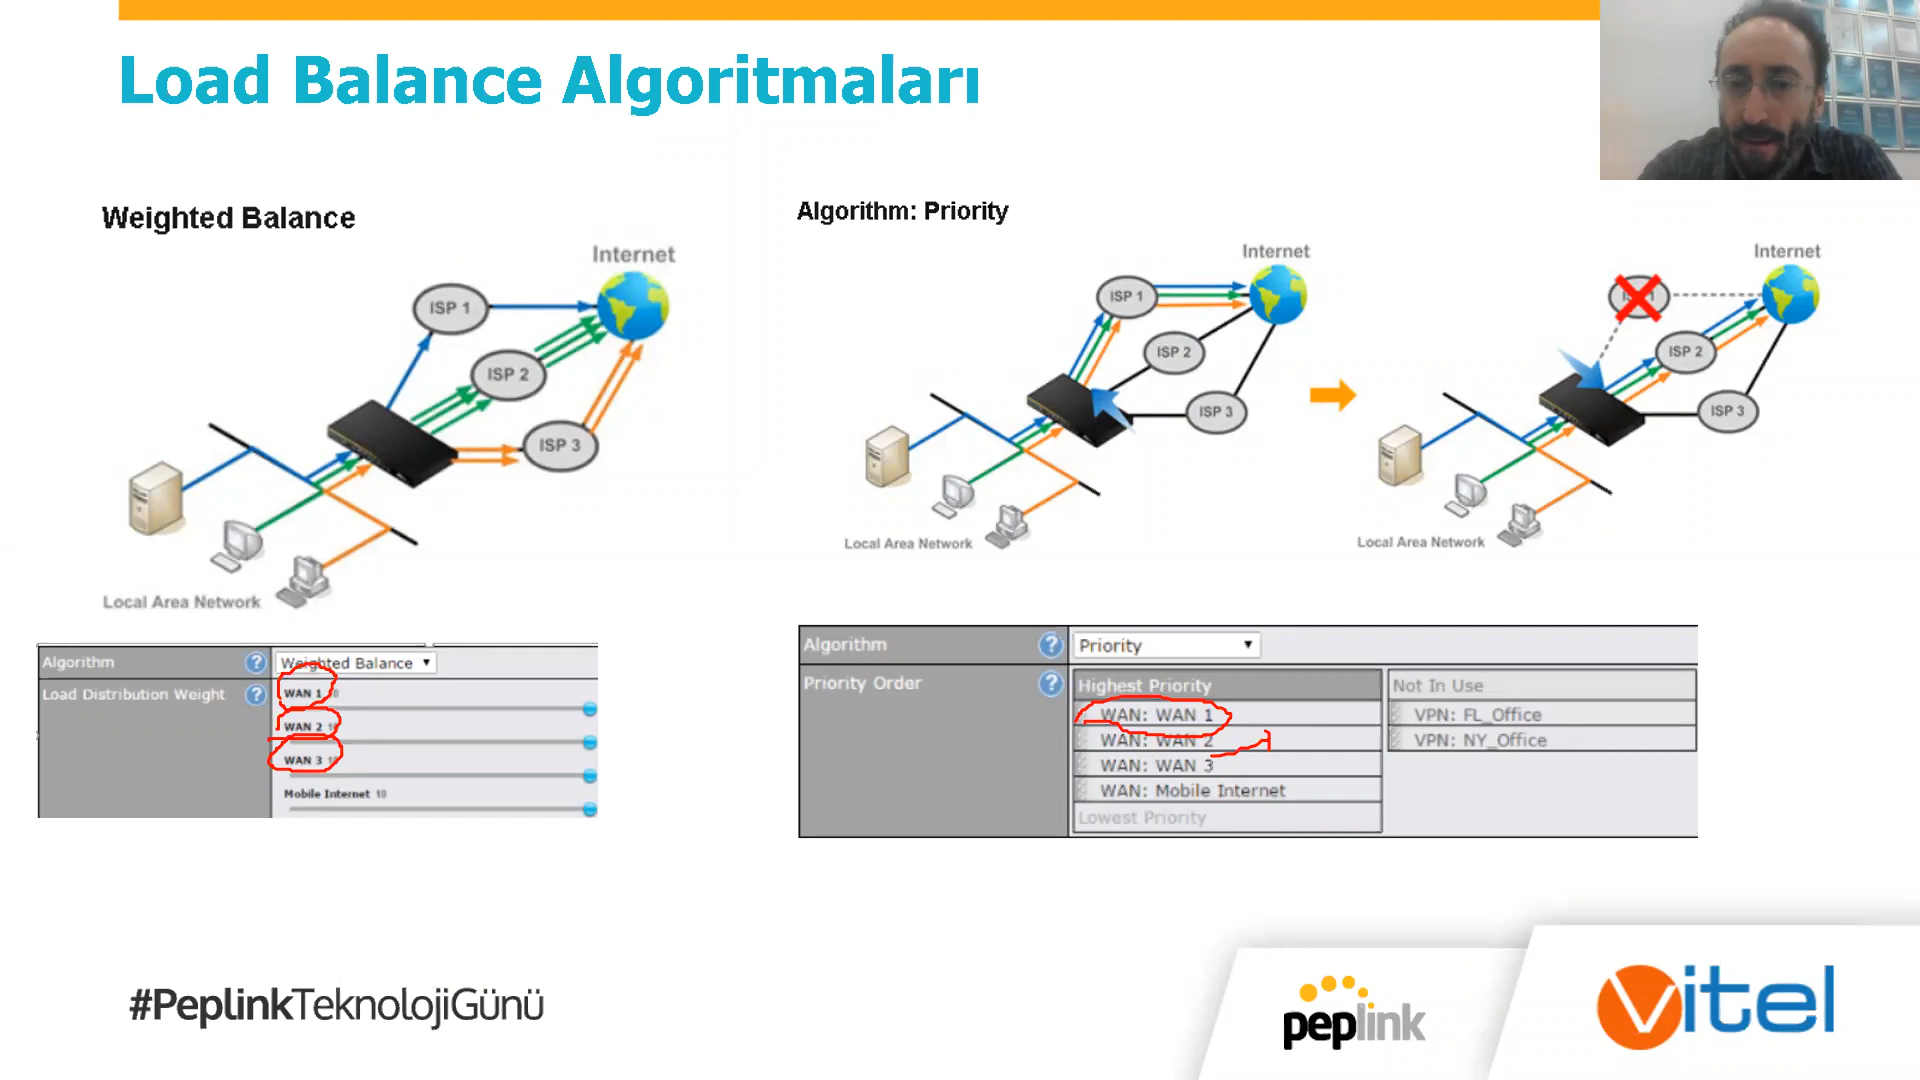 Load Balance Algoritmaları
Weighted Balance
Internet
ISP 1
ISP 2
ISP 3
Local Area Network
Algorithm
Weighted Balance
Load Distribution Weight
WAN 1
WAN 2
WAN 3
Mobile Internet 10
Algorithm: Priority
Internet
ISP 1
ISP 2
ISP 3
Local Area Network
Internet
ISP 2
ISP 3
Local Area Network
Algorithm
Priority
Priority Order
Highest Priority
WAN: WAN 1
WAN: WAN 2
WAN: WAN 3
WAN: Mobile Internet
Lowest Priority
Not In Use
VPN: FL_Office
VPN: NY_Office
#PeplinkTeknolojiGünü
peplink
vitel